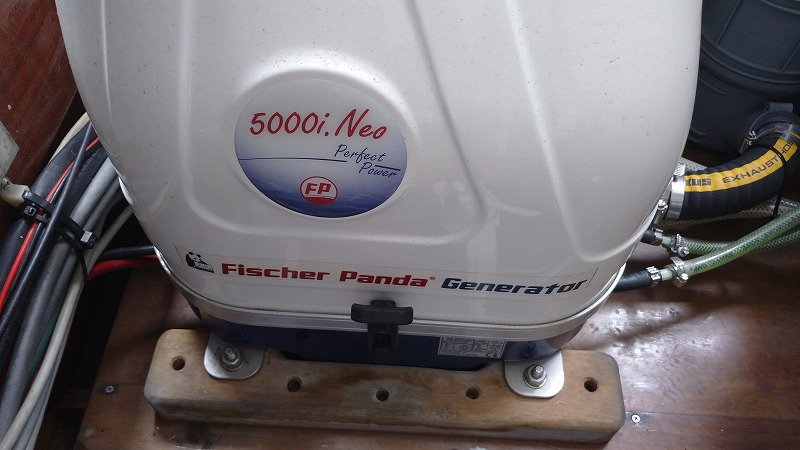 5000i.Neo
Perfect
Power
FP
Fischer Panda® Generator
EXHAUST